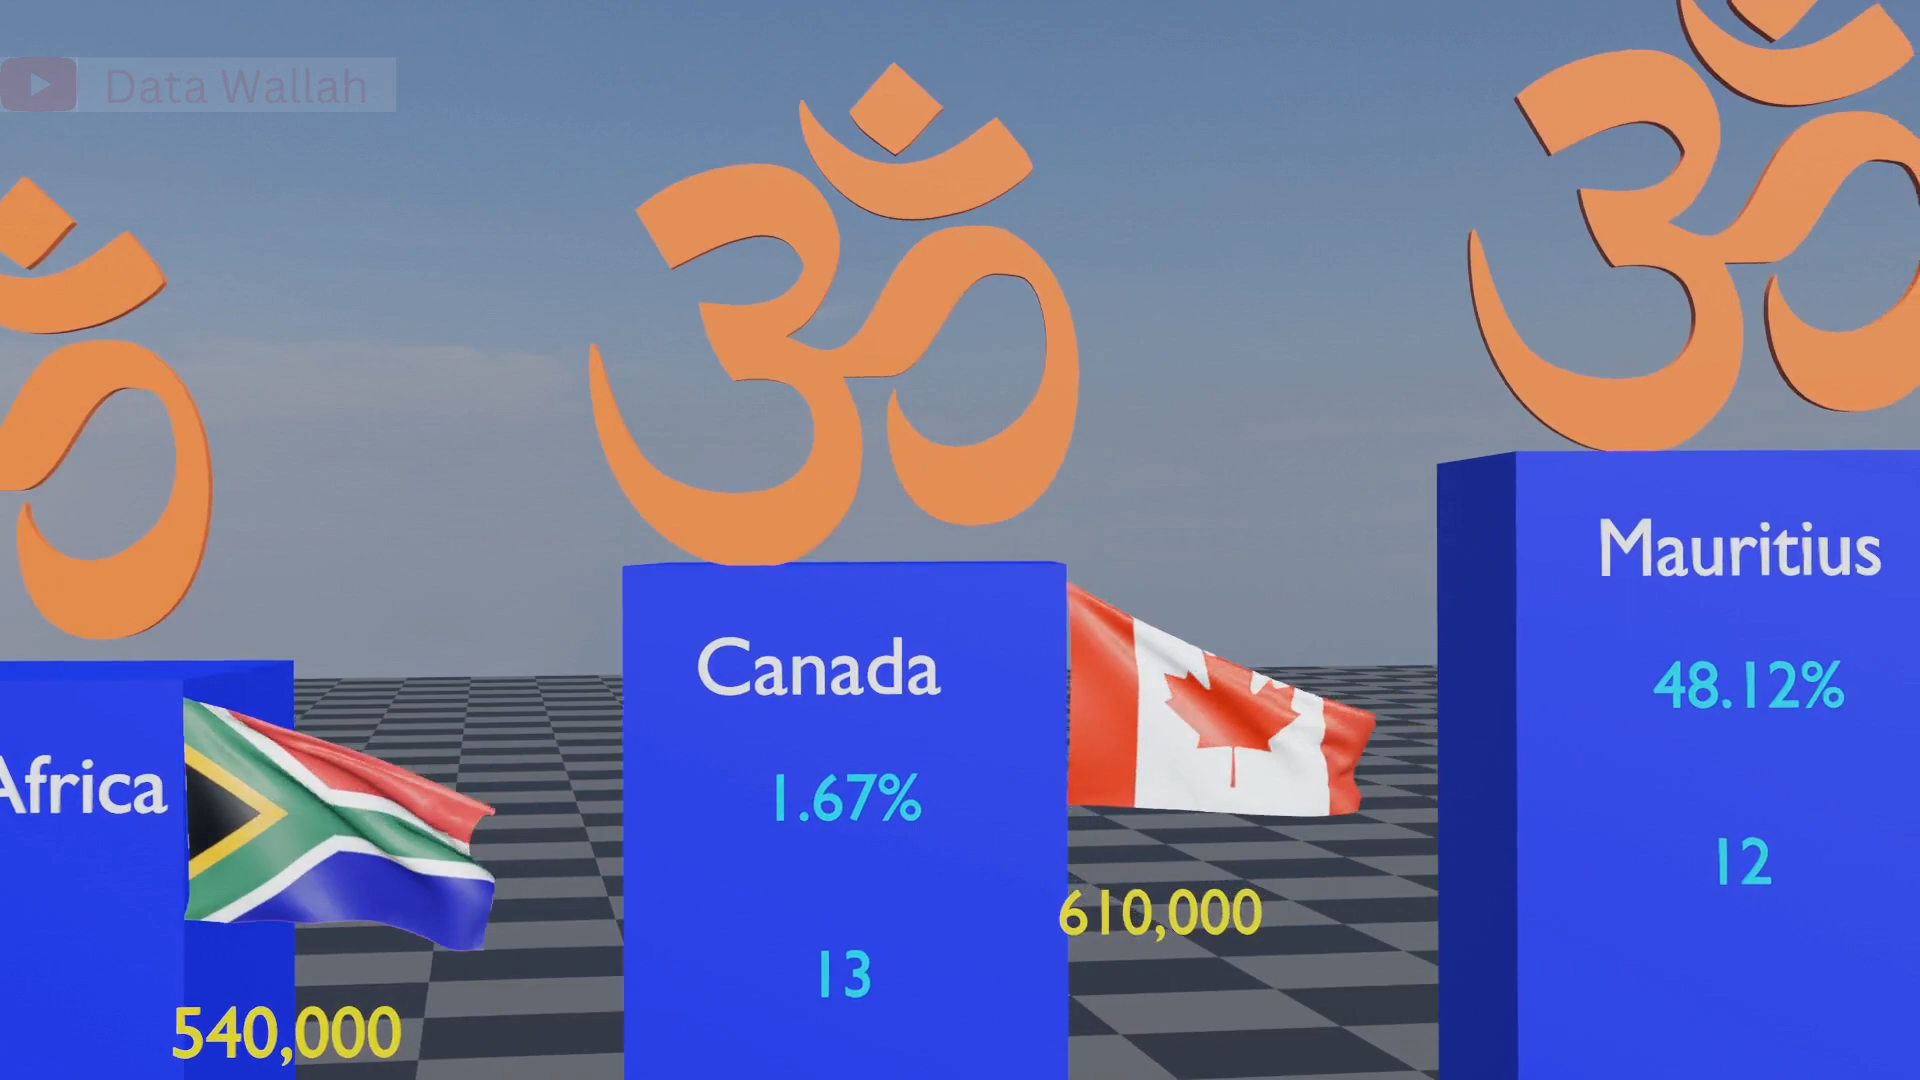 Data Wallah
Africa
540,000
Canada
1.67%
13
610,000
Mauritius
48.12%
12